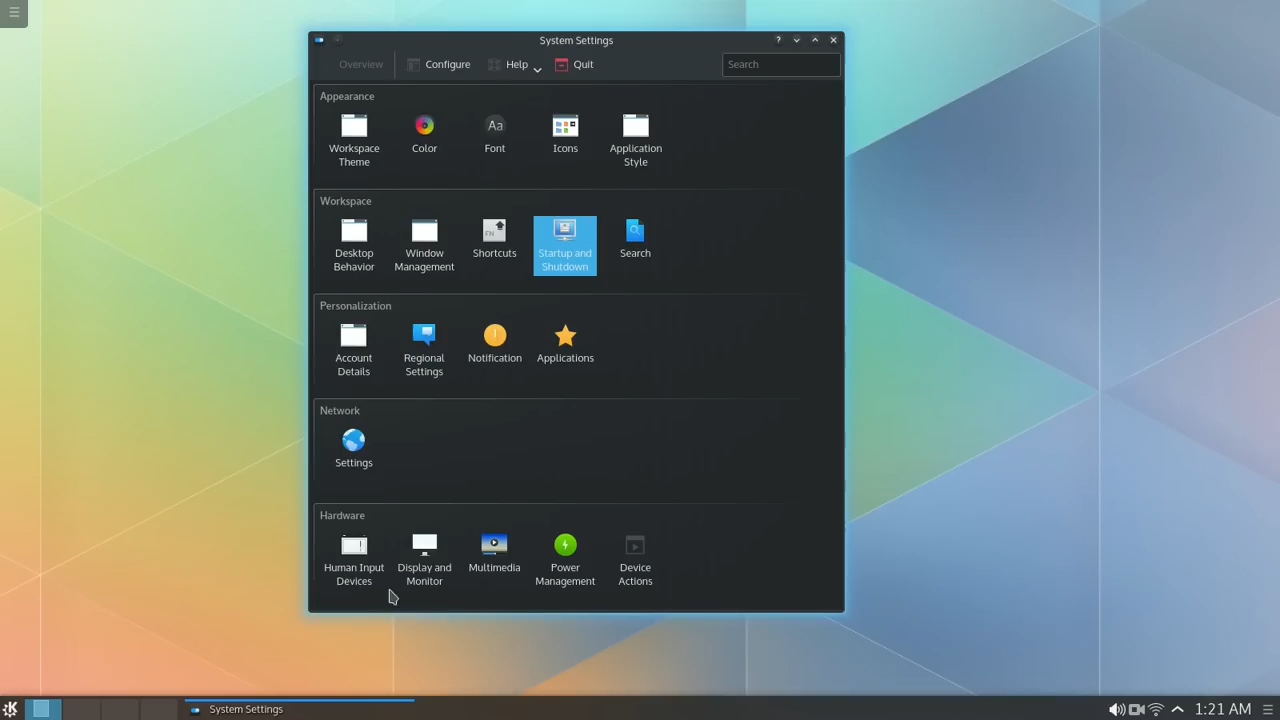 System Settings
?
Overview
Configure
Help
Quit
Search
Appearance
Workspace
Theme
Color
Aa
Font
Icons
Application
Style
Workspace
Desktop
Behavior
Window
Management
FN
Shortcuts
Startup and
Shutdown
Search
Personalization
Account
Details
Regional
Settings
Notification
Applications
Network
Settings
Hardware
Human Input
Devices
Display and
Monitor
Multimedia
Power
Management
Device
Actions
System Settings
1:21 AM